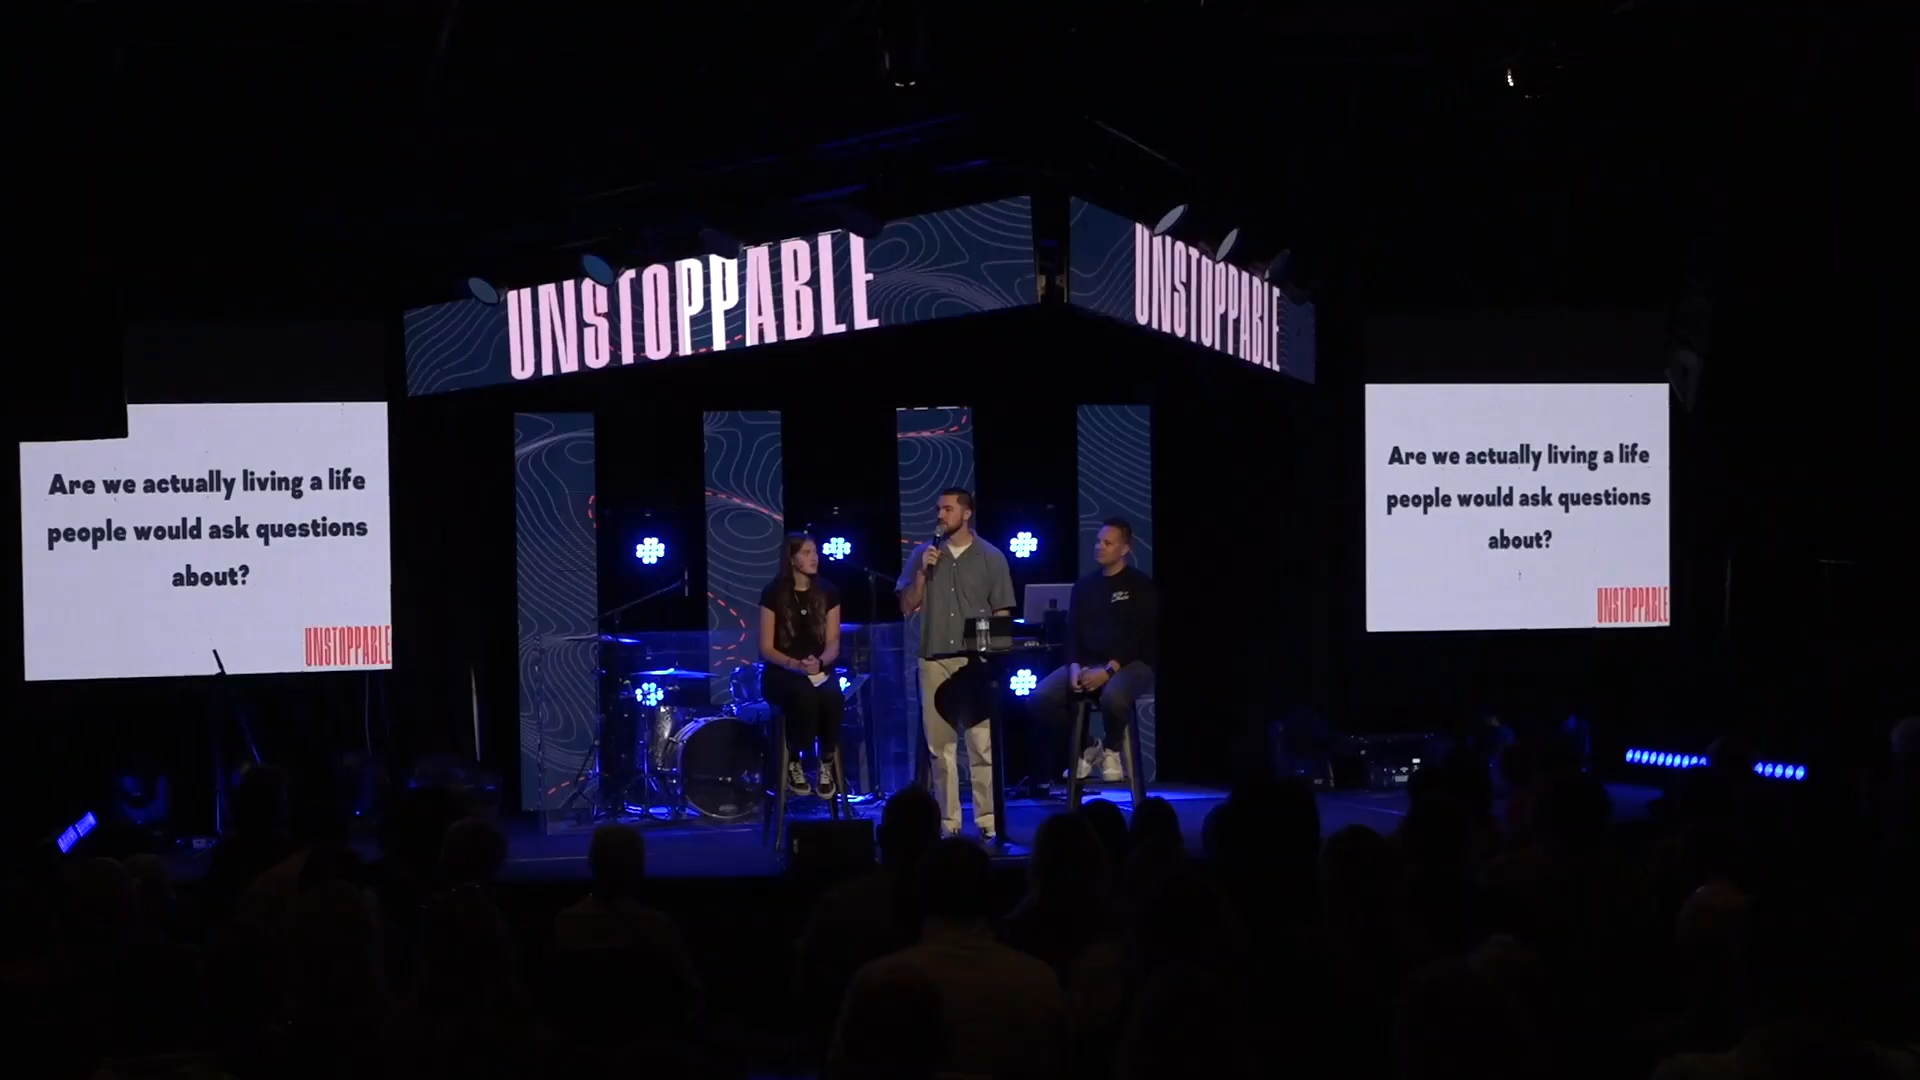 UNSTOPPABLE
UNSTOPPABLE
Are we actually living a life
people would ask questions
about?
UNSTOPPABLE
Are we actually living a life
people would ask questions
about?
UNSTOPPABLE